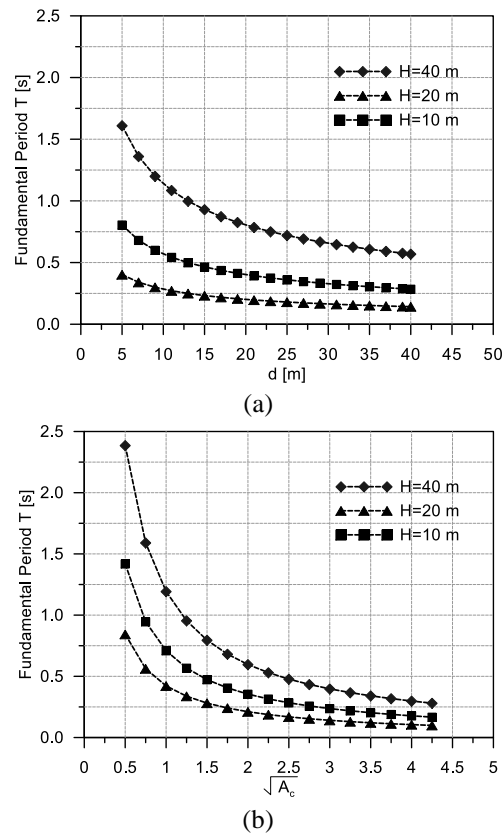 2.5
2.0
1.5
1.0
0.5
0.0
Fundamental Period T [s]
H=40 m
H=20 m
H=10 m
0 5 10 15 20 25 30 35 40 45 50
d [m]
(a)
2.5
2.0
1.5
1.0
0.5
0.0
Fundamental Period T [s]
H=40 m
H=20 m
H=10 m
0 0.5 1 1.5 2 2.5 3 3.5 4 4.5 5
√A_c
(b)